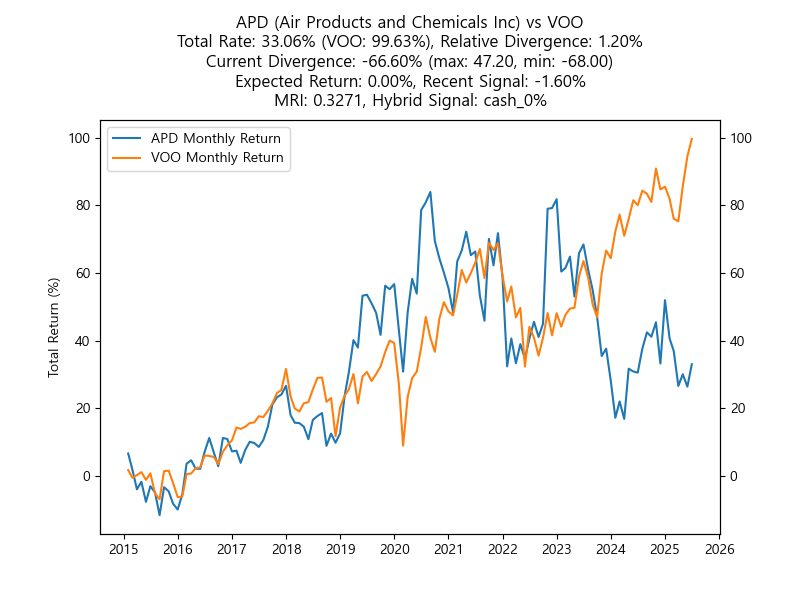 APD (Air Products and Chemicals Inc) vs VOO
Total Rate: 33.06% (VOO: 99.63%), Relative Divergence: 1.20%
Current Divergence: -66.60% (max: 47.20, min: -68.00)
Expected Return: 0.00%, Recent Signal: -1.60%
MRI: 0.3271, Hybrid Signal: cash_0%
APD Monthly Return
VOO Monthly Return
Total Return (%)
100
80
60
40
20
0
100
80
60
40
20
0
2015 2016 2017 2018 2019 2020 2021 2022 2023 2024 2025 2026